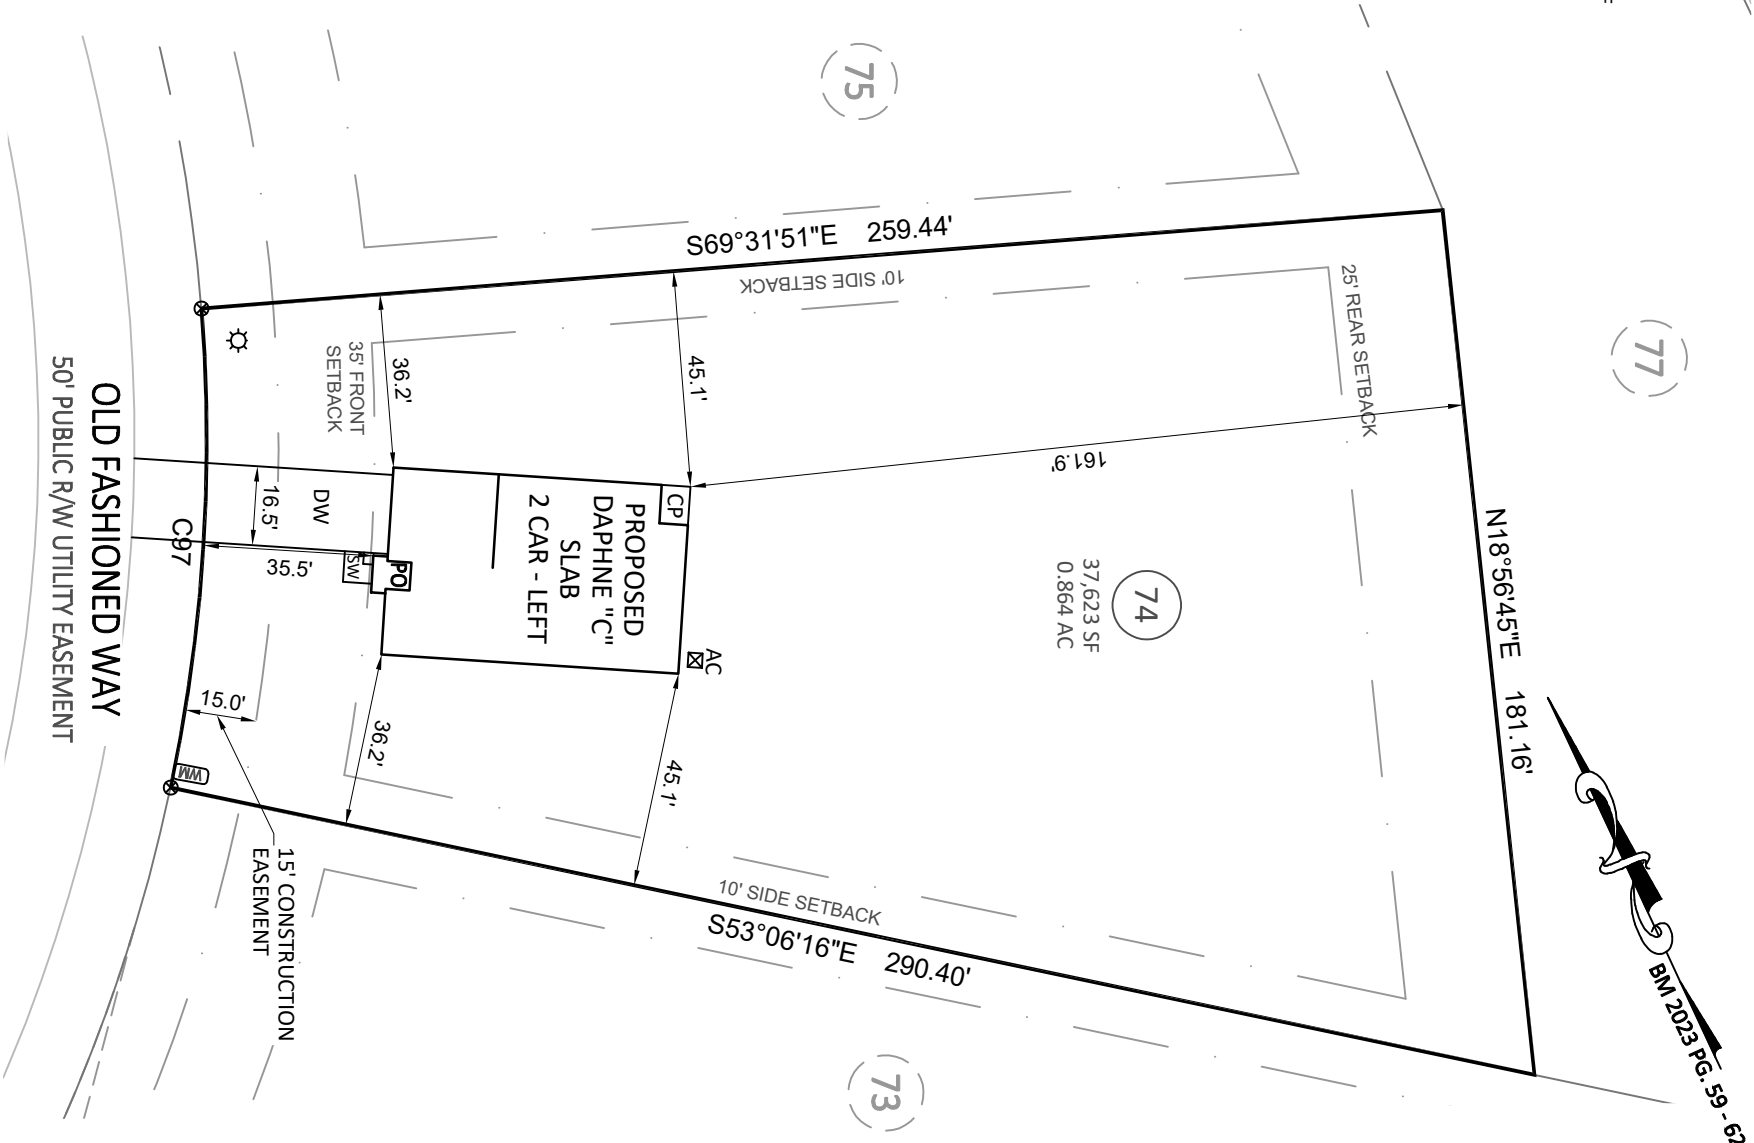 75
77
S69°31'51"E 259.44'
10' SIDE SETBACK
25' REAR SETBACK
35' FRONT
SETBACK
36.2'
45.1'
161.9'
N18°56'45"E 181.16'
OLD FASHIONED WAY
50' PUBLIC R/W UTILITY EASEMENT
C97
16.5'
DW
35.5'
SW
PO
CP
PROPOSED
DAPHNE "C"
SLAB
2 CAR - LEFT
AC
74
37,623 SF
0.864 AC
15.0'
WM
36.2'
45.1'
15' CONSTRUCTION
EASEMENT
10' SIDE SETBACK
S53°06'16"E 290.40'
73
BM 2023 PG. 59 -